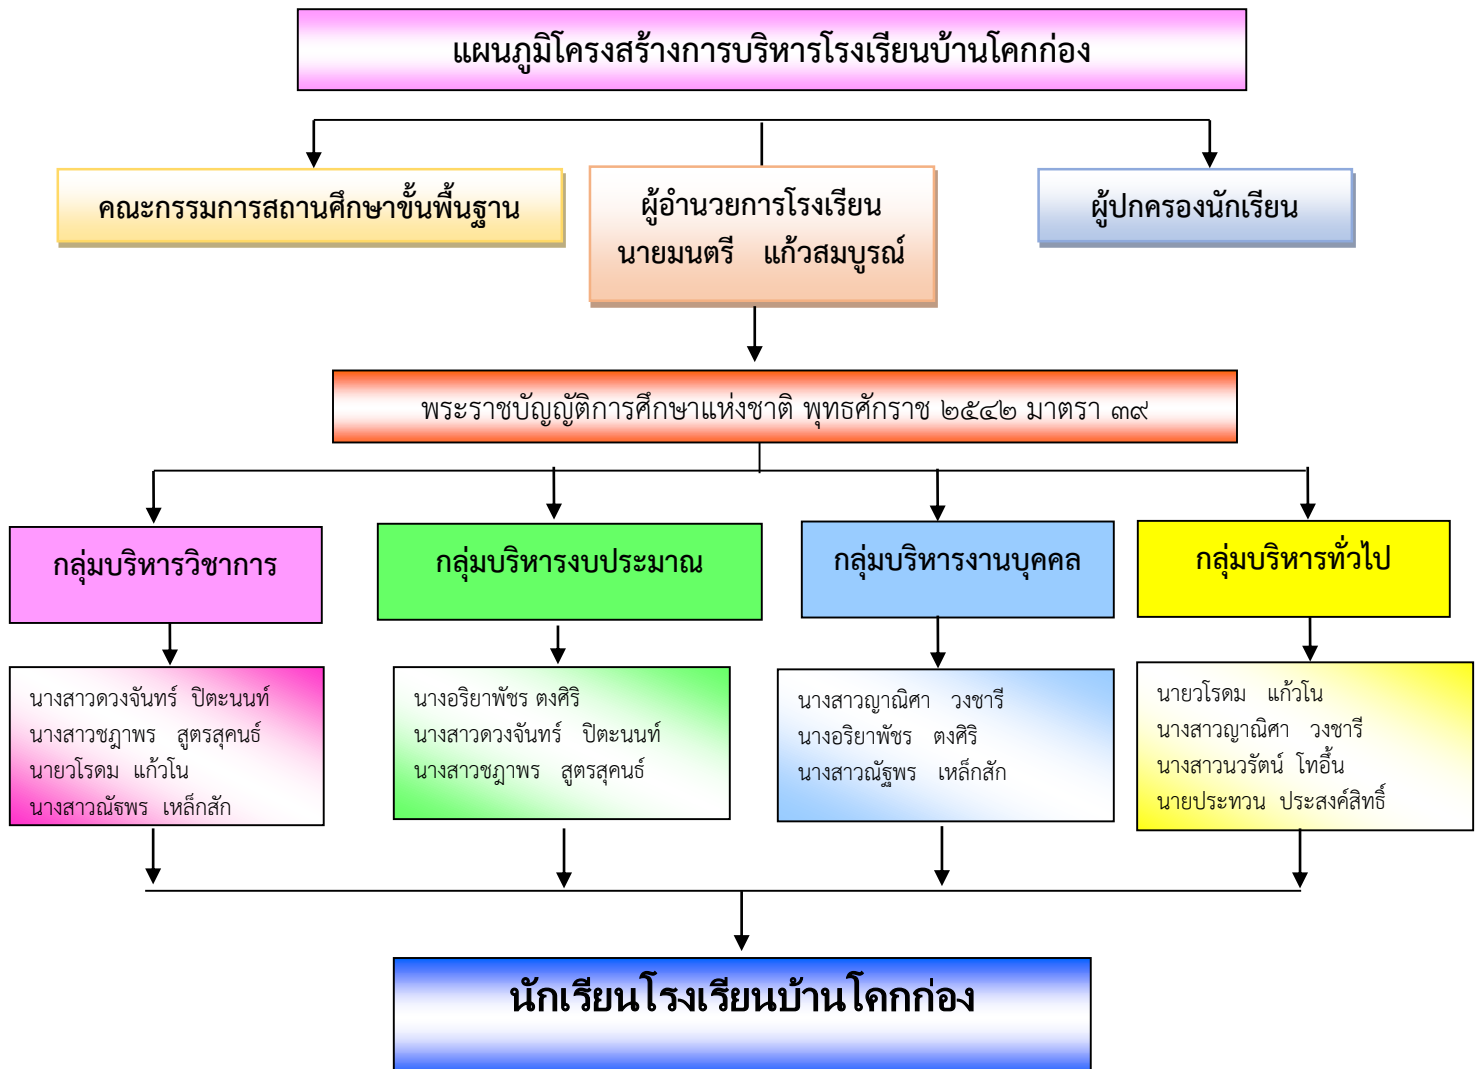 แผนภูมิโครงสร้างการบริหารโรงเรียนบ้านโคกก่อง
คณะกรรมการสถานศึกษาขั้นพื้นฐาน
ผู้อำนวยการโรงเรียน
นายมนตรี แก้วสมบูรณ์
ผู้ปกครองนักเรียน
พระราชบัญญัติการศึกษาแห่งชาติ พุทธศักราช ๒๕๔๒ มาตรา ๓๙
กลุ่มบริหารวิชาการ
กลุ่มบริหารงบประมาณ
กลุ่มบริหารงานบุคคล
กลุ่มบริหารทั่วไป
นางสาวดวงจันทร์ ปิตะนนท์
นางสาวชฎาพร สูตรสุคนธ์
นายวโรดม แก้วโน
นางสาวณัฐพร เหล็กสัก
นางอริยาพัชร ตงศิริ
นางสาวดวงจันทร์ ปิตะนนท์
นางสาวชฎาพร สูตรสุคนธ์
นางสาวญาณิศา วงชารี
นางอริยาพัชร ตงศิริ
นางสาวณัฐพร เหล็กสัก
นายวโรดม แก้วโน
นางสาวญาณิศา วงชารี
นางสาวนวรัตน์ โทอึ้น
นายประทวน ประสงค์สิทธิ์
นักเรียนโรงเรียนบ้านโคกก่อง